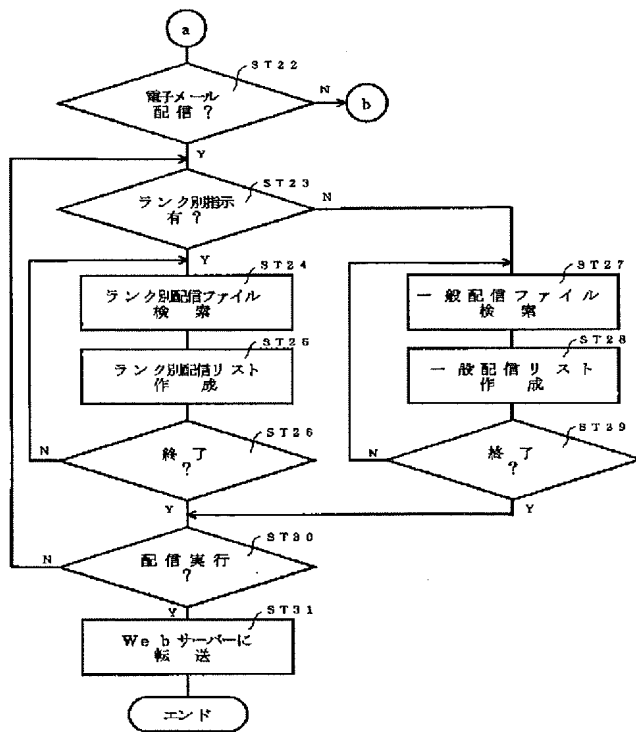 a
ST22
電子メール
配信?
N
b
Y
ST23
ランク別指示
有?
N
Y
ST24
ランク別配信ファイル
検索
ST25
ランク別配信リスト
作成
ST26
終了
?
N
Y
ST27
一般配信ファイル
検索
ST28
一般配信リスト
作成
ST29
終了
?
N
Y
ST30
配信実行
?
N
Y
ST31
Webサーバーに
転送
エンド